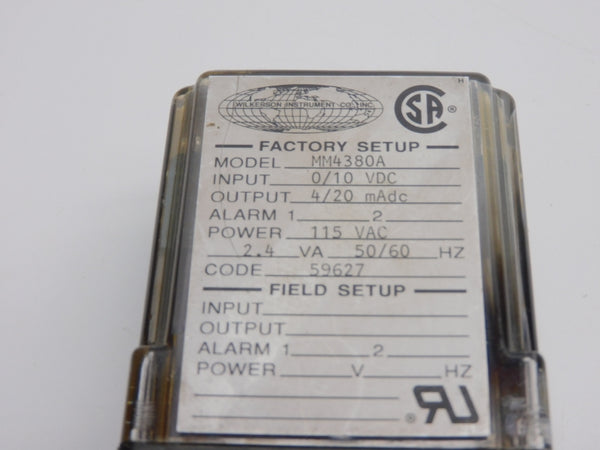 WILKERSON INSTRUMENT CO., INC.
H
CSA ®
FACTORY SETUP
MODEL MM4380A
INPUT 0/10 VDC
OUTPUT 4/20 mAdc
ALARM 1 2
POWER 115 VAC
2.4 VA 50/60 HZ
CODE 59627
FIELD SETUP
INPUT
OUTPUT
ALARM 1 2
POWER V HZ
UR ®